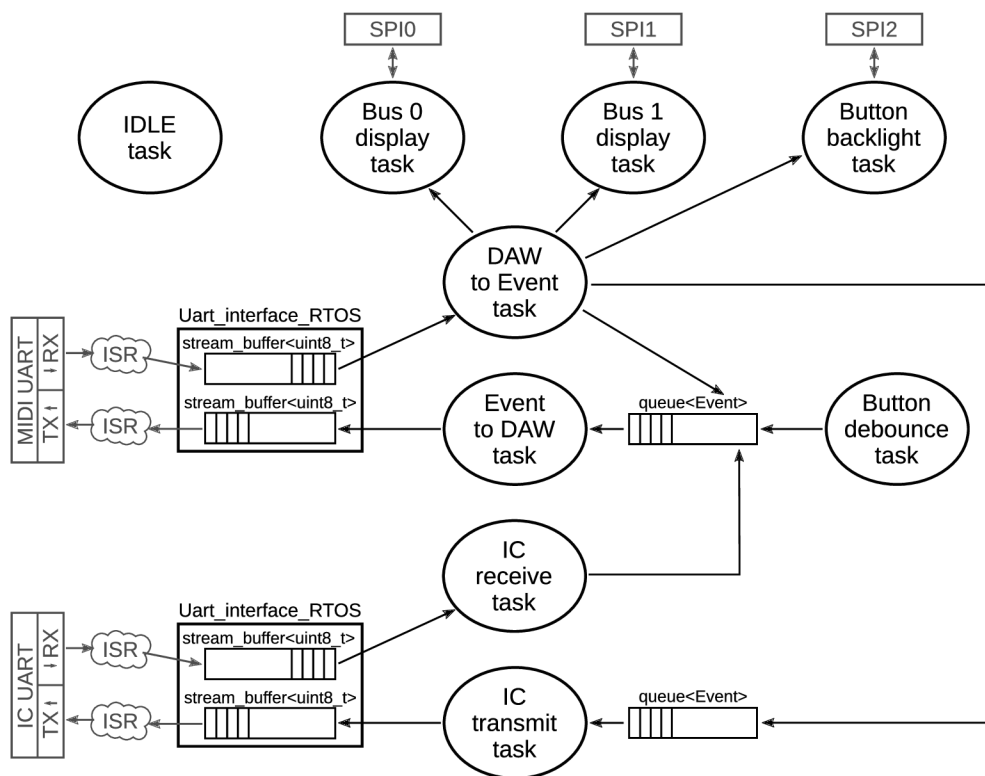 SPI0
SPI1
SPI2
IDLE
task
Bus 0
display
task
Bus 1
display
task
Button
backlight
task
DAW
to Event
task
Uart_interface_RTOS
stream_buffer<uint8_t>
stream_buffer<uint8_t>
MIDI UART
RX
TX
ISR
ISR
Event
to DAW
task
queue<Event>
Button
debounce
task
IC
receive
task
Uart_interface_RTOS
stream_buffer<uint8_t>
stream_buffer<uint8_t>
IC UART
RX
TX
ISR
ISR
IC
transmit
task
queue<Event>